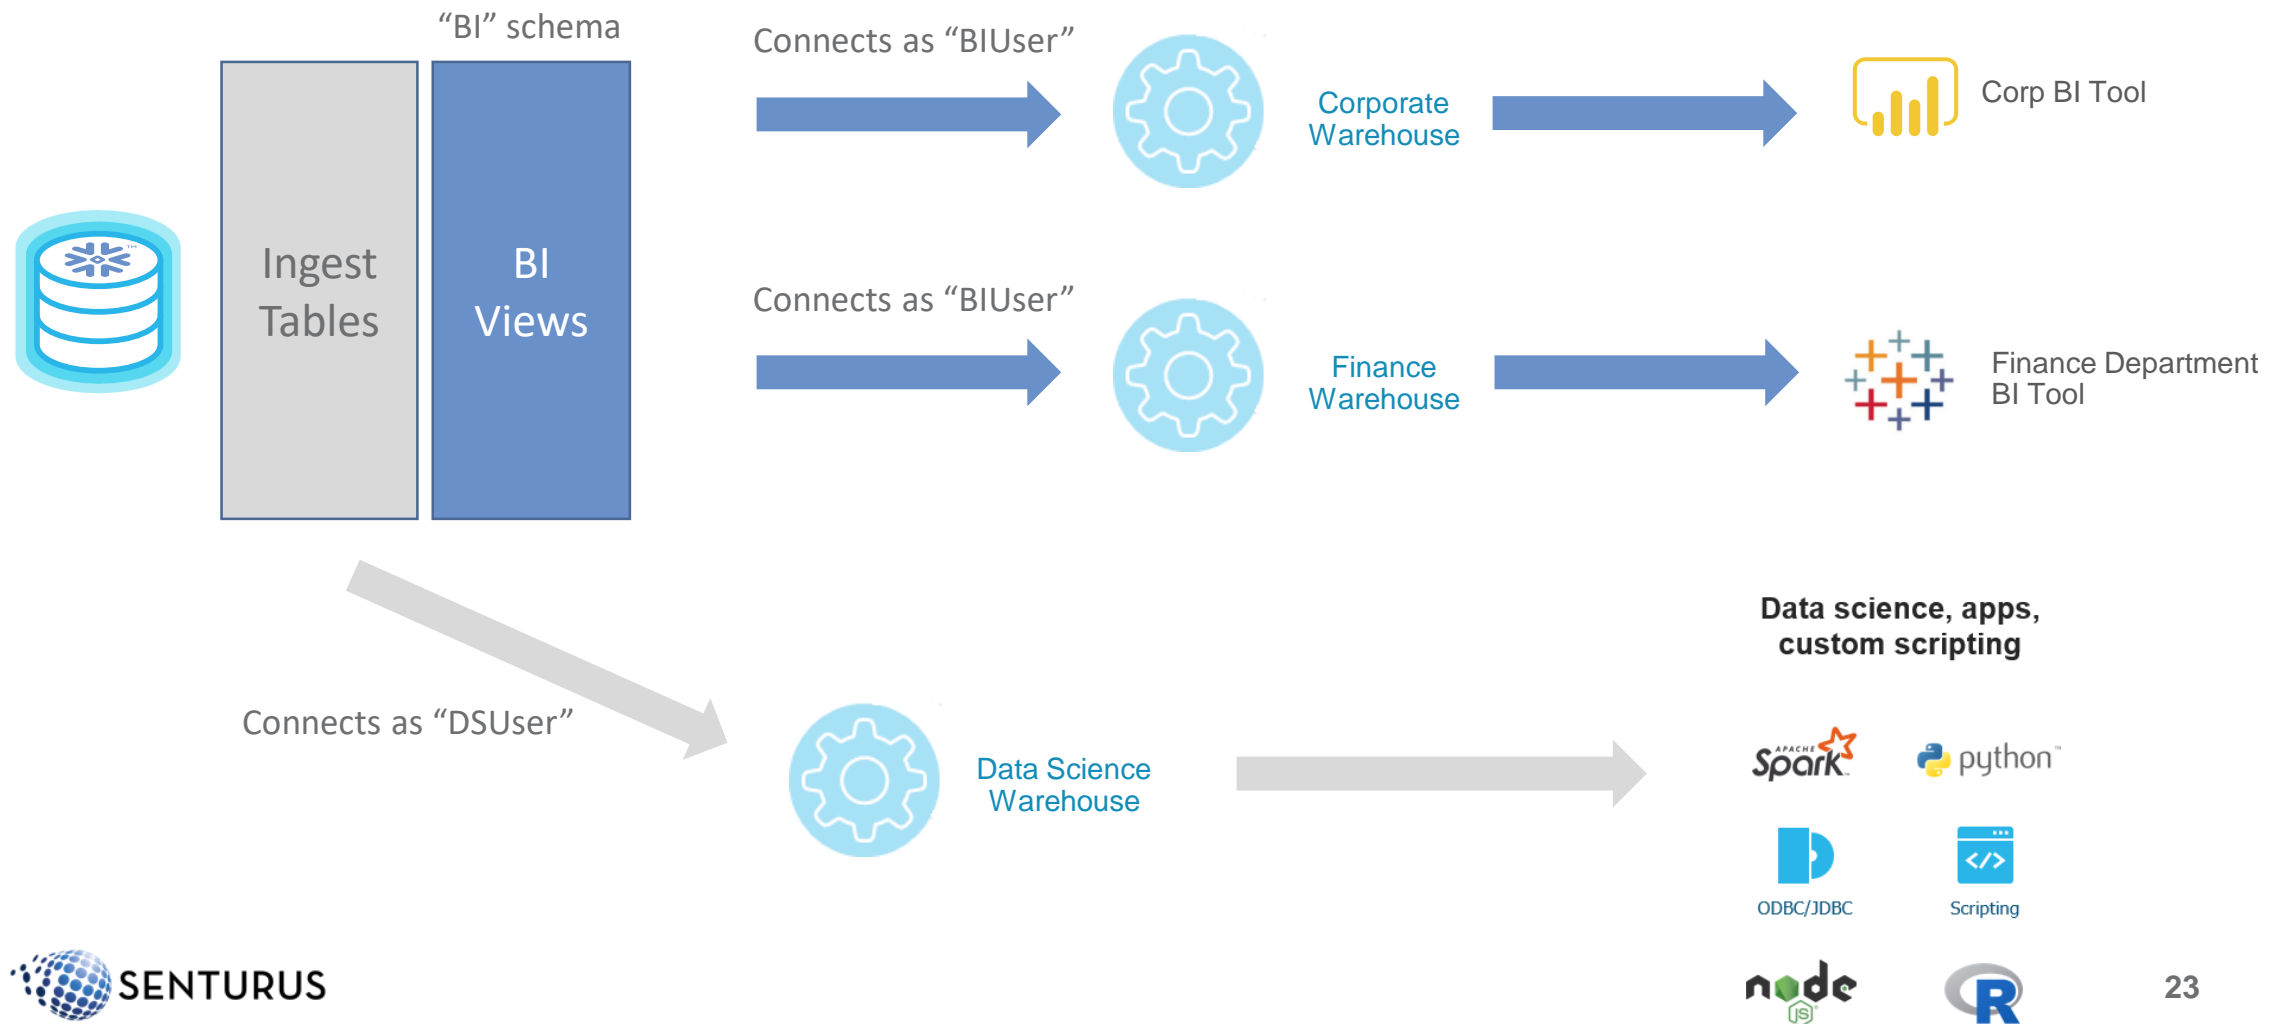 “BI” schema
Ingest
Tables
BI
Views
Connects as “BIUser”
Corporate
Warehouse
Corp BI Tool
Connects as “BIUser”
Finance
Warehouse
Finance Department
BI Tool
Connects as “DSUser”
Data Science
Warehouse
Data science, apps,
custom scripting
APACHE
Spark™
python™
ODBC/JDBC
Scripting
node
JS
R
SENTURUS
23